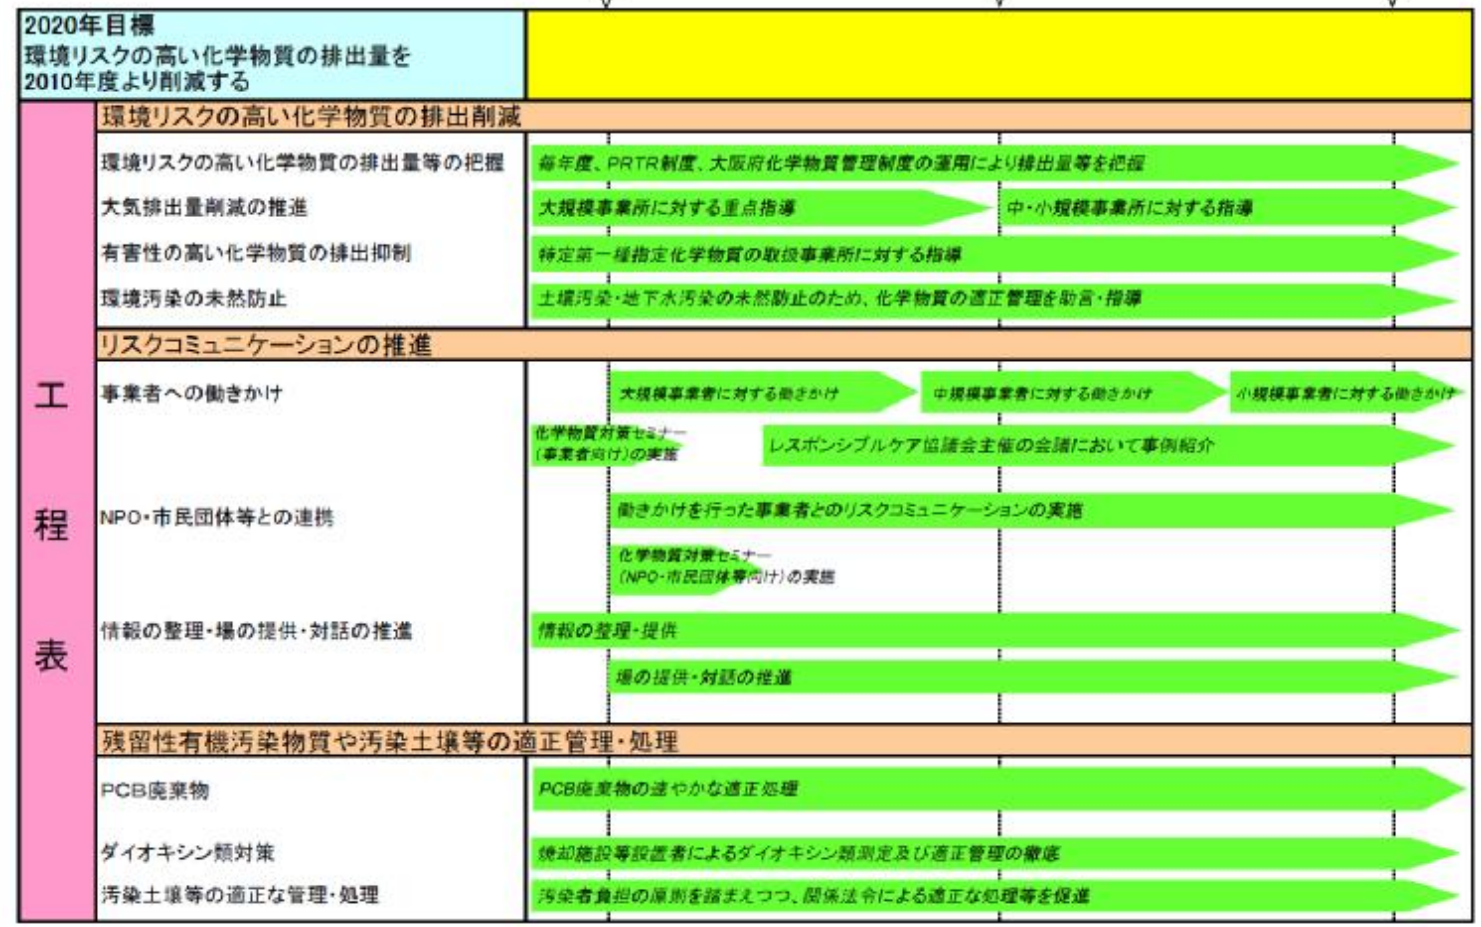 2020年目標
環境リスクの高い化学物質の排出量を
2010年度より削減する
工程表
環境リスクの高い化学物質の排出削減
環境リスクの高い化学物質の排出量等の把握
毎年度、PRTR制度、大阪府化学物質管理制度の運用により排出量等を把握
大気排出量削減の推進
大規模事業所に対する重点指導
中・小規模事業所に対する指導
有害性の高い化学物質の排出抑制
特定第一種指定化学物質の取扱事業所に対する指導
環境汚染の未然防止
土壌汚染・地下水汚染の未然防止のため、化学物質の適正管理を助言・指導
リスクコミュニケーションの推進
事業者への働きかけ
大規模事業者に対する働きかけ
中規模事業者に対する働きかけ
小規模事業者に対する働きかけ
化学物質対策セミナー
(事業者向け)の実施
レスポンシブルケア協議会主催の会議において事例紹介
NPO・市民団体等との連携
働きかけを行った事業者とのリスクコミュニケーションの実施
化学物質対策セミナー
(NPO・市民団体等向け)の実施
情報の整理・場の提供・対話の推進
情報の整理・提供
場の提供・対話の推進
残留性有機汚染物質や汚染土壌等の適正管理・処理
PCB廃棄物
PCB廃棄物の速やかな適正処理
ダイオキシン類対策
焼却施設等設置者によるダイオキシン類測定及び適正管理の徹底
汚染土壌等の適正な管理・処理
汚染者負担の原則を踏まえつつ、関係法令による適正な処理等を促進